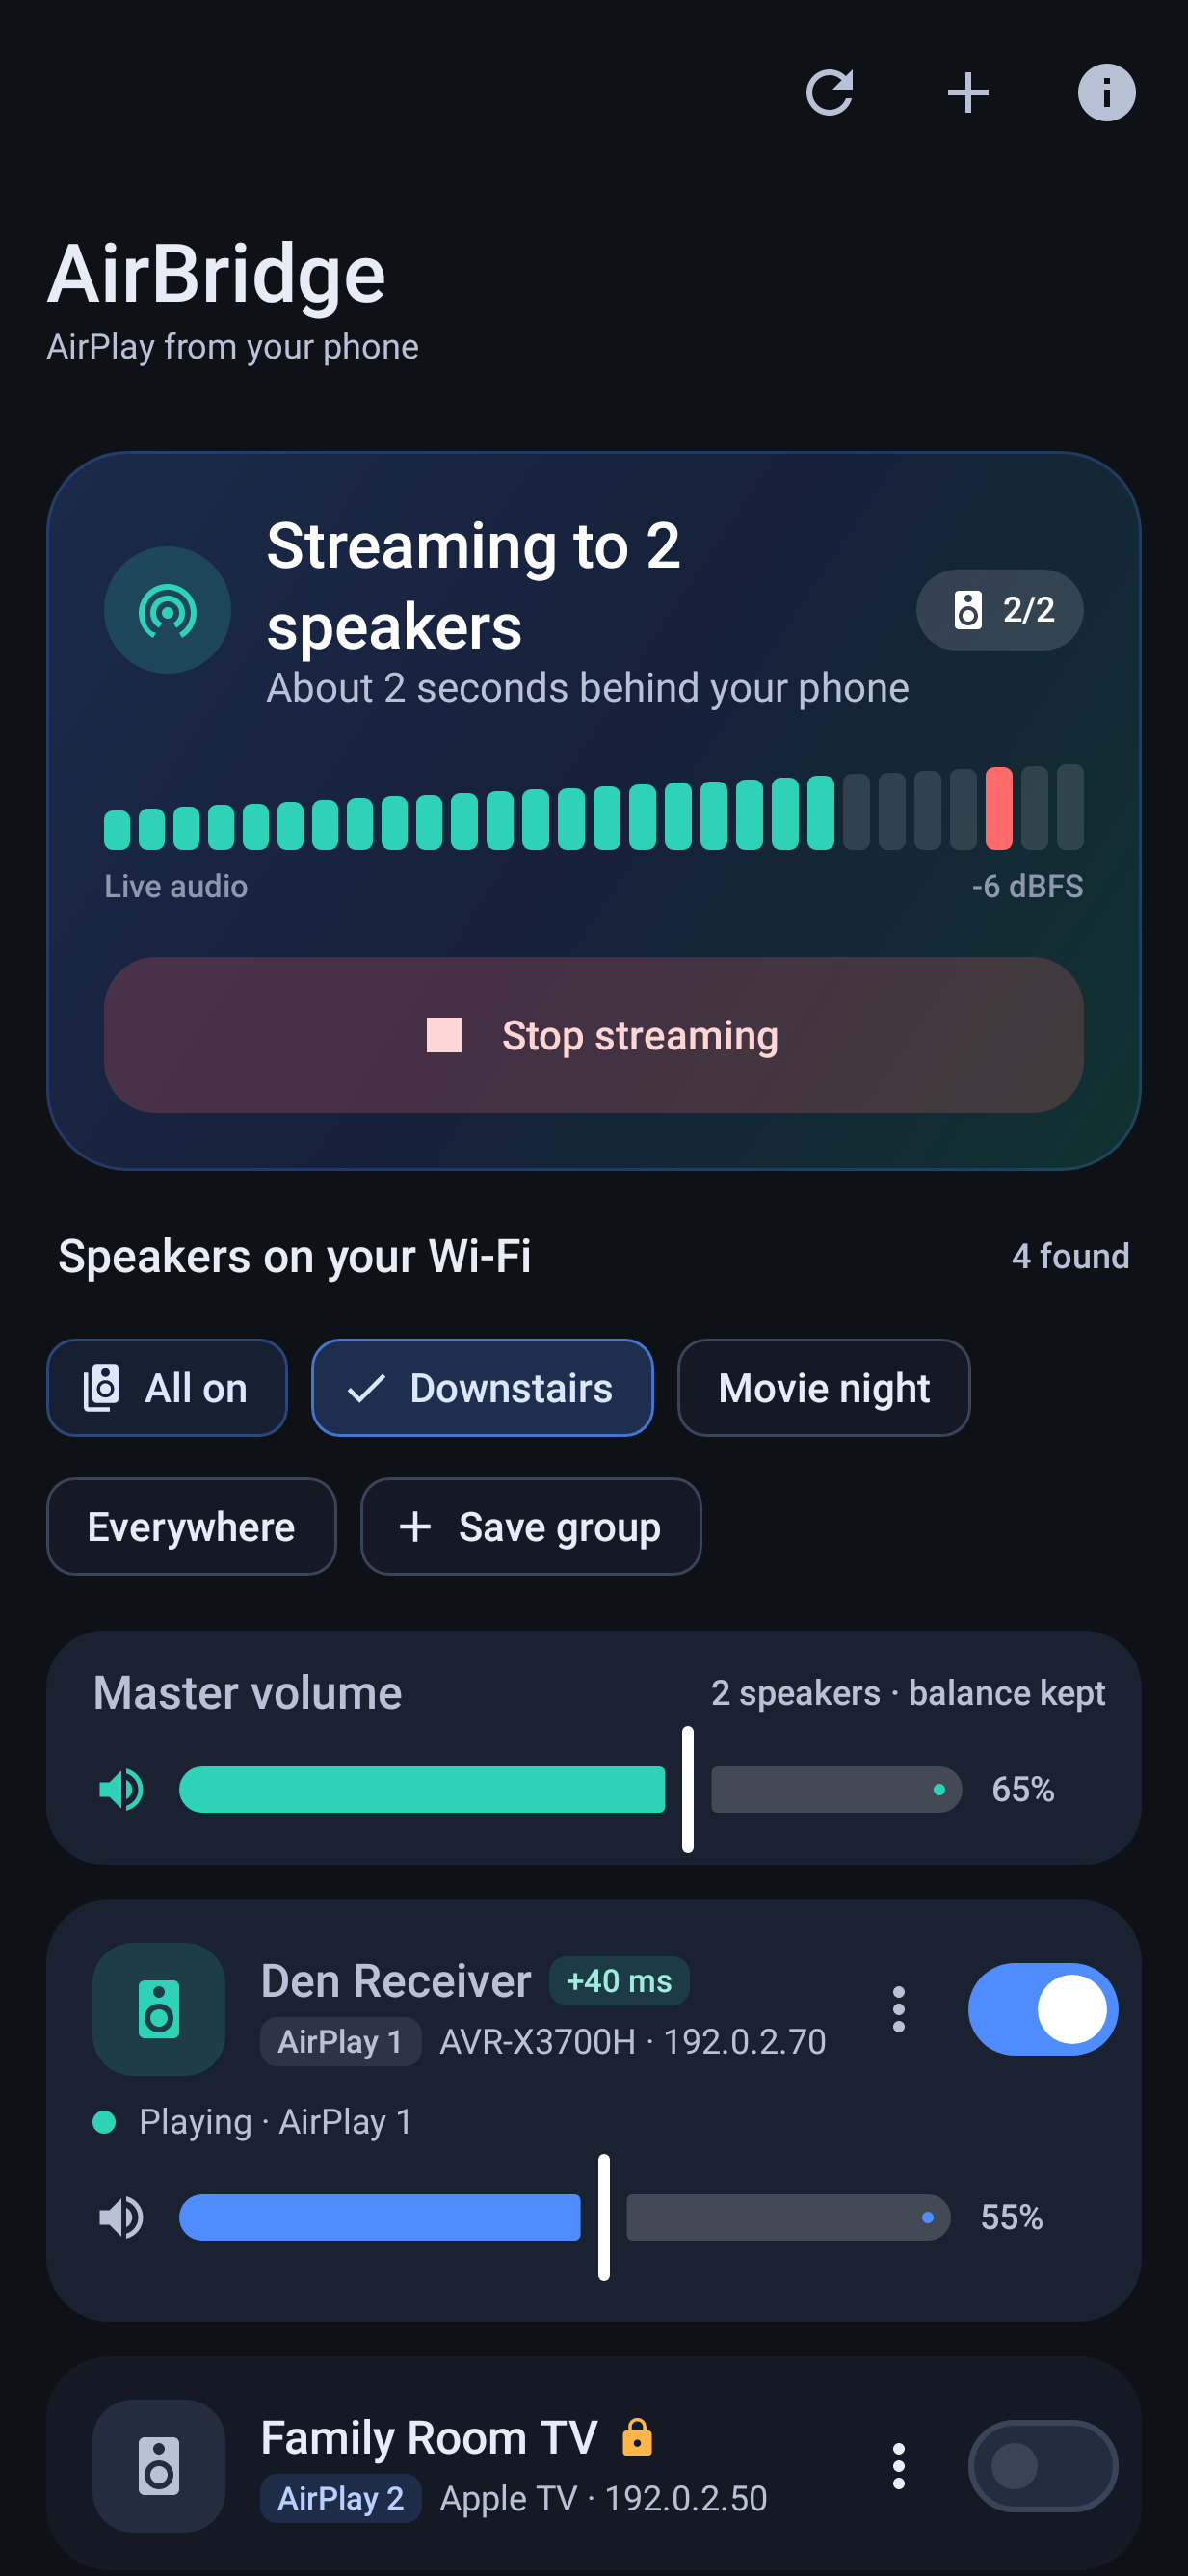 AirBridge
AirPlay from your phone
Streaming to 2
speakers
About 2 seconds behind your phone
2/2
Live audio
-6 dBFS
Stop streaming
Speakers on your Wi-Fi
4 found
All on
Downstairs
Movie night
Everywhere
Save group
Master volume
2 speakers · balance kept
65%
Den Receiver
+40 ms
AirPlay 1
AVR-X3700H · 192.0.2.70
Playing · AirPlay 1
55%
Family Room TV
AirPlay 2
Apple TV · 192.0.2.50